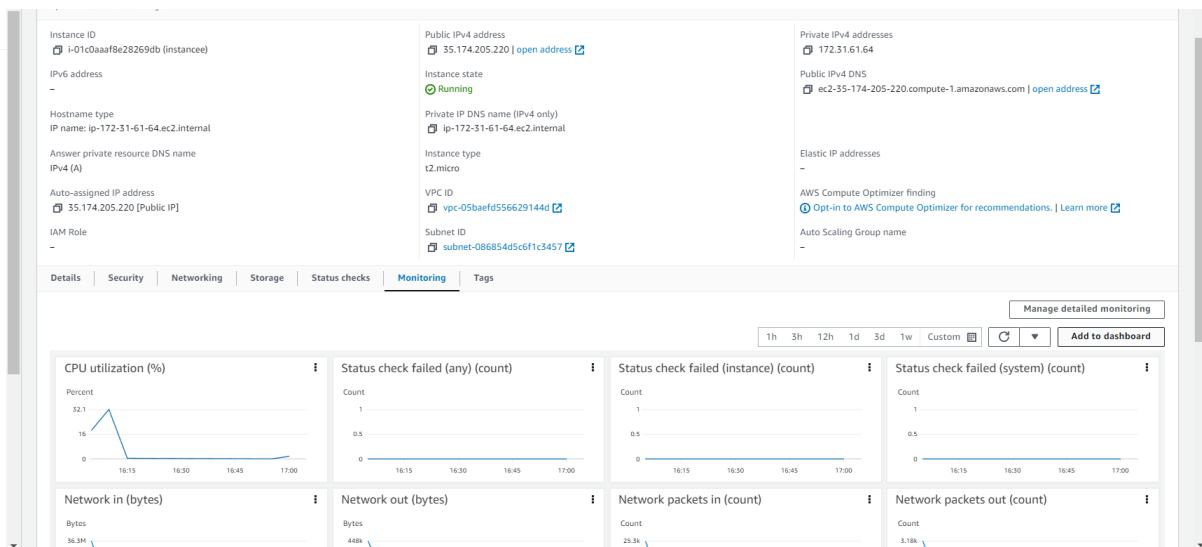 Instance ID
i-01c0aaaf8e28269db (instancee)
Public IPv4 address
35.174.205.220 | open address
Private IPv4 addresses
172.31.61.64
IPv6 address
–
Instance state
Running
Public IPv4 DNS
ec2-35-174-205-220.compute-1.amazonaws.com | open address
Hostname type
IP name: ip-172-31-61-64.ec2.internal
Private IP DNS name (IPv4 only)
ip-172-31-61-64.ec2.internal
Answer private resource DNS name
IPv4 (A)
Instance type
t2.micro
Elastic IP addresses
–
Auto-assigned IP address
35.174.205.220 [Public IP]
VPC ID
vpc-05baefd556629144d
AWS Compute Optimizer finding
Opt-in to AWS Compute Optimizer for recommendations. | Learn more
IAM Role
–
Subnet ID
subnet-086854d5c6f1c3457
Auto Scaling Group name
–
Details Security Networking Storage Status checks Monitoring Tags
Manage detailed monitoring
1h 3h 12h 1d 3d 1w Custom Add to dashboard
CPU utilization (%)
Percent
32.1
16
0
16:15 16:30 16:45 17:00
Status check failed (any) (count)
Count
1
0.5
0
16:15 16:30 16:45 17:00
Status check failed (instance) (count)
Count
1
0.5
0
16:15 16:30 16:45 17:00
Status check failed (system) (count)
Count
1
0.5
0
16:15 16:30 16:45 17:00
Network in (bytes)
Bytes
36.3M
Network out (bytes)
Bytes
448k
Network packets in (count)
Count
25.3k
Network packets out (count)
Count
3.18k